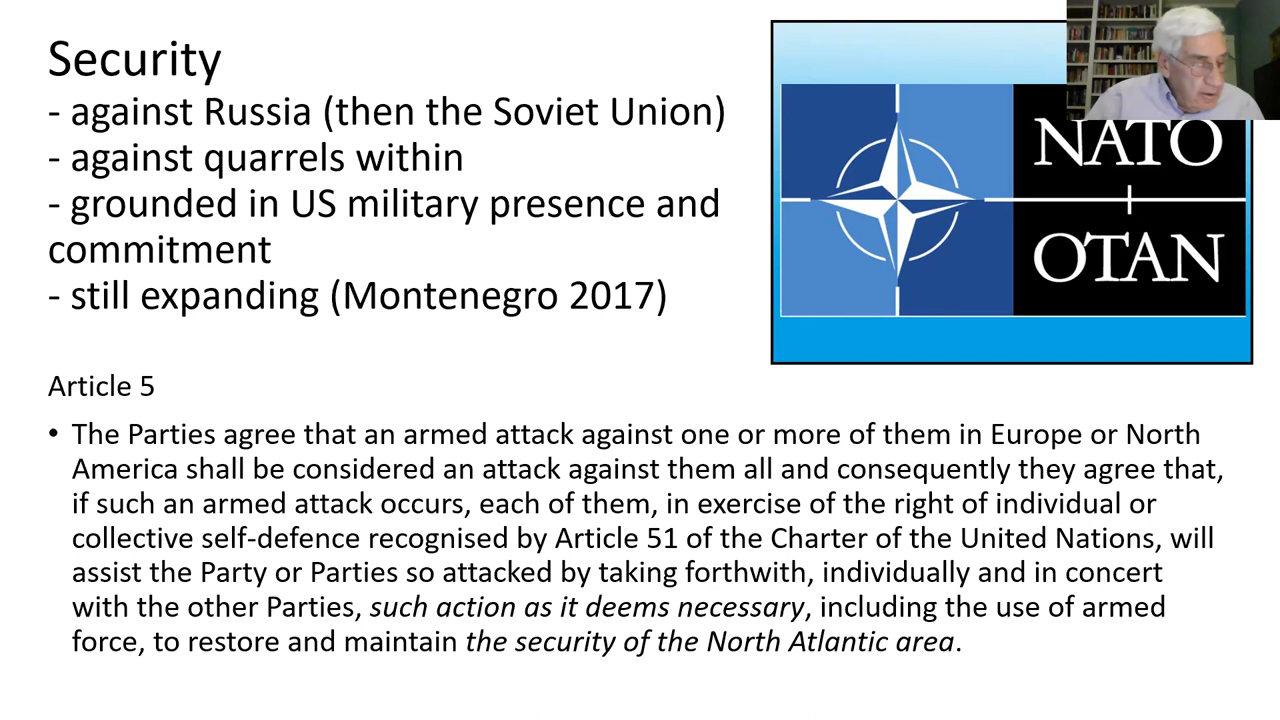 Security
- against Russia (then the Soviet Union)
- against quarrels within
- grounded in US military presence and
commitment
- still expanding (Montenegro 2017)
NATO
OTAN
Article 5
• The Parties agree that an armed attack against one or more of them in Europe or North
America shall be considered an attack against them all and consequently they agree that,
if such an armed attack occurs, each of them, in exercise of the right of individual or
collective self-defence recognised by Article 51 of the Charter of the United Nations, will
assist the Party or Parties so attacked by taking forthwith, individually and in concert
with the other Parties, such action as it deems necessary, including the use of armed
force, to restore and maintain the security of the North Atlantic area.